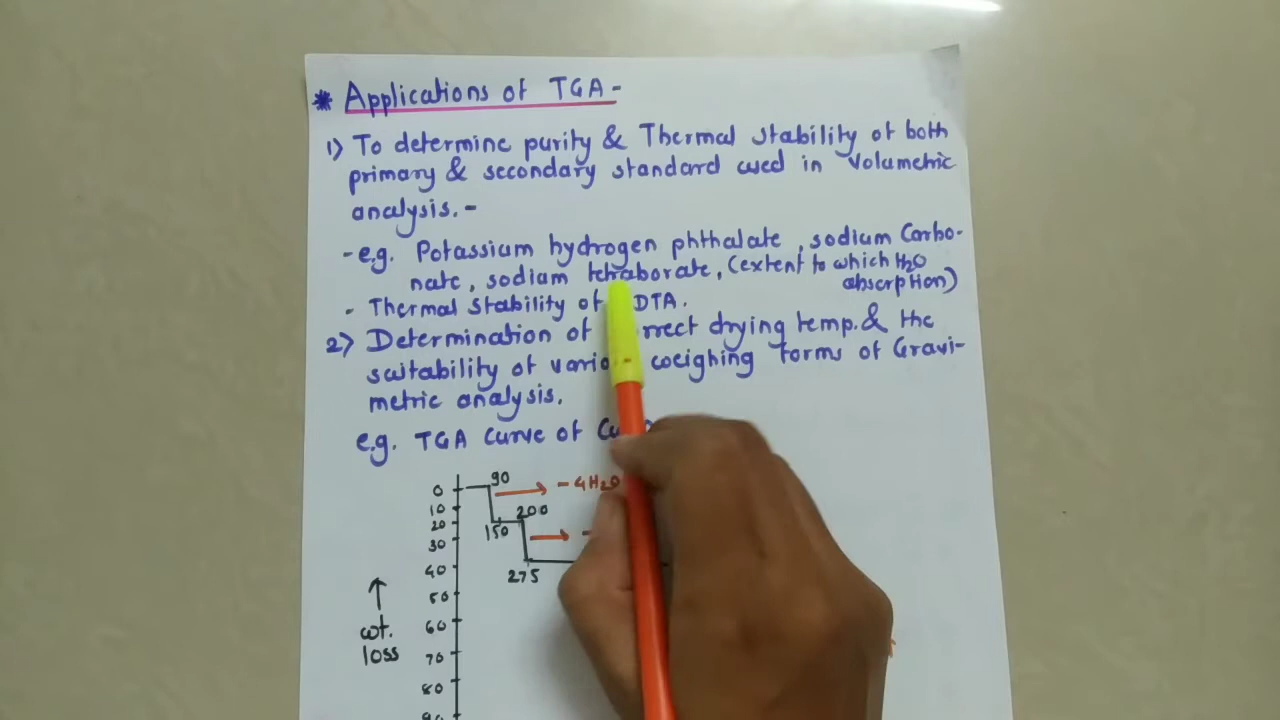 * Applications of TGA -
1) To determine purity & Thermal stability of both
primary & secondary standard used in Volumetric
analysis. -
- e.g. Potassium hydrogen phthalate, sodium Carbo-
nate, sodium tetraborate, (extent to which H2O
absorption)
- Thermal stability of DTA.
2) Determination of drying temp. & the
suitability of weighing forms of Gravi-
metric analysis.
e.g. TGA Curve of
0
90
- 4H2O
10
20
200
150
30
40
275
50
60
wt.
loss
70
80